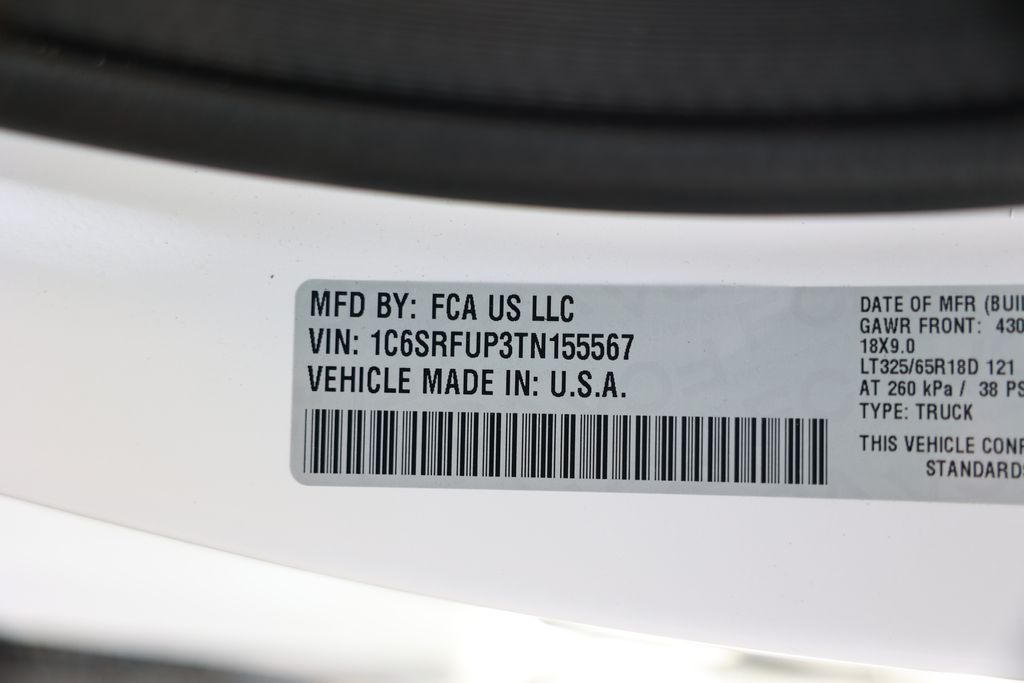 MFD BY: FCA US LLC
VIN: 1C6SRFUP3TN155567
VEHICLE MADE IN: U.S.A.
DATE OF MFR
GAWR FRONT:
18X9.0
LT325/65R18D 121
AT 260 kPa / 38
TYPE: TRUCK
THIS VEHICLE